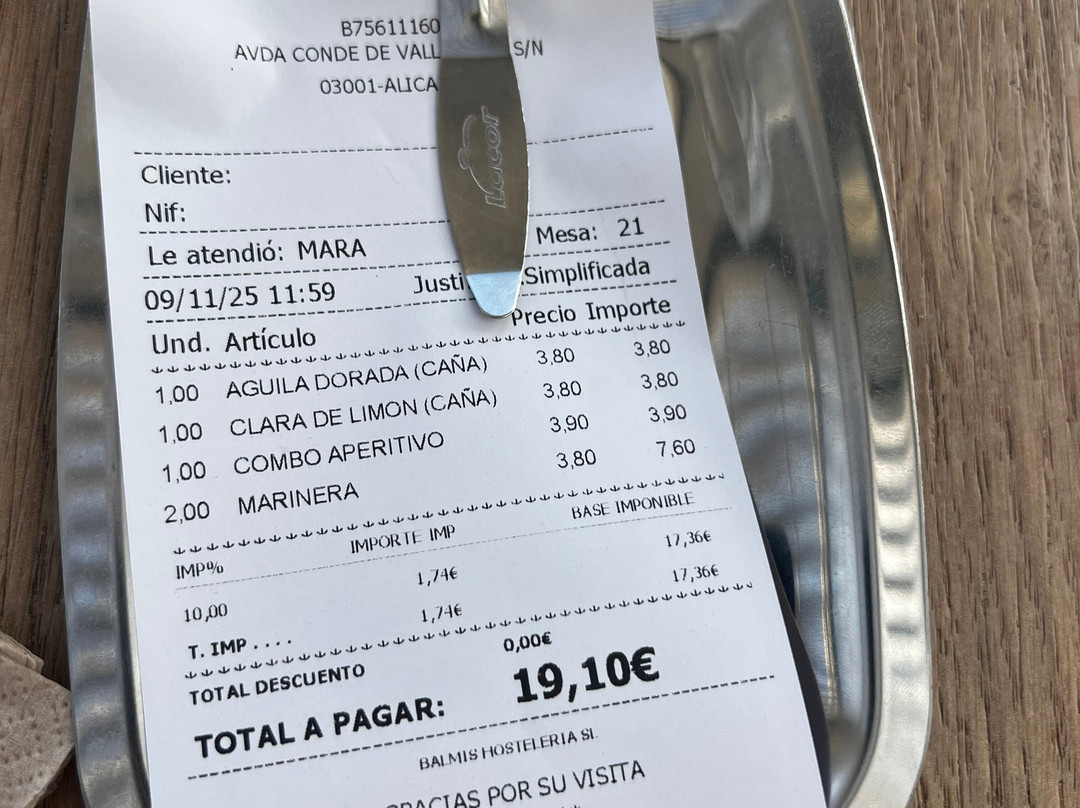 B75611160
AVDA CONDE DE VALL S/N
03001-ALICA
Lacor
Cliente:
Nif:
Le atendió: MARA Mesa: 21
09/11/25 11:59 Justi .Simplificada
Und. Artículo Precio Importe
1,00 AGUILA DORADA (CAÑA) 3,80 3,80
1,00 CLARA DE LIMON (CAÑA) 3,80 3,80
1,00 COMBO APERITIVO 3,90 3,90
2,00 MARINERA 3,80 7,60
IMP% IMPORTE IMP BASE IMPONIBLE
10,00 1,74€ 17,36€
T. IMP . . . . 1,74€ 17,36€
TOTAL DESCUENTO 0,00€
TOTAL A PAGAR: 19,10€
BALMIS HOSTELERIA SL
GRACIAS POR SU VISITA